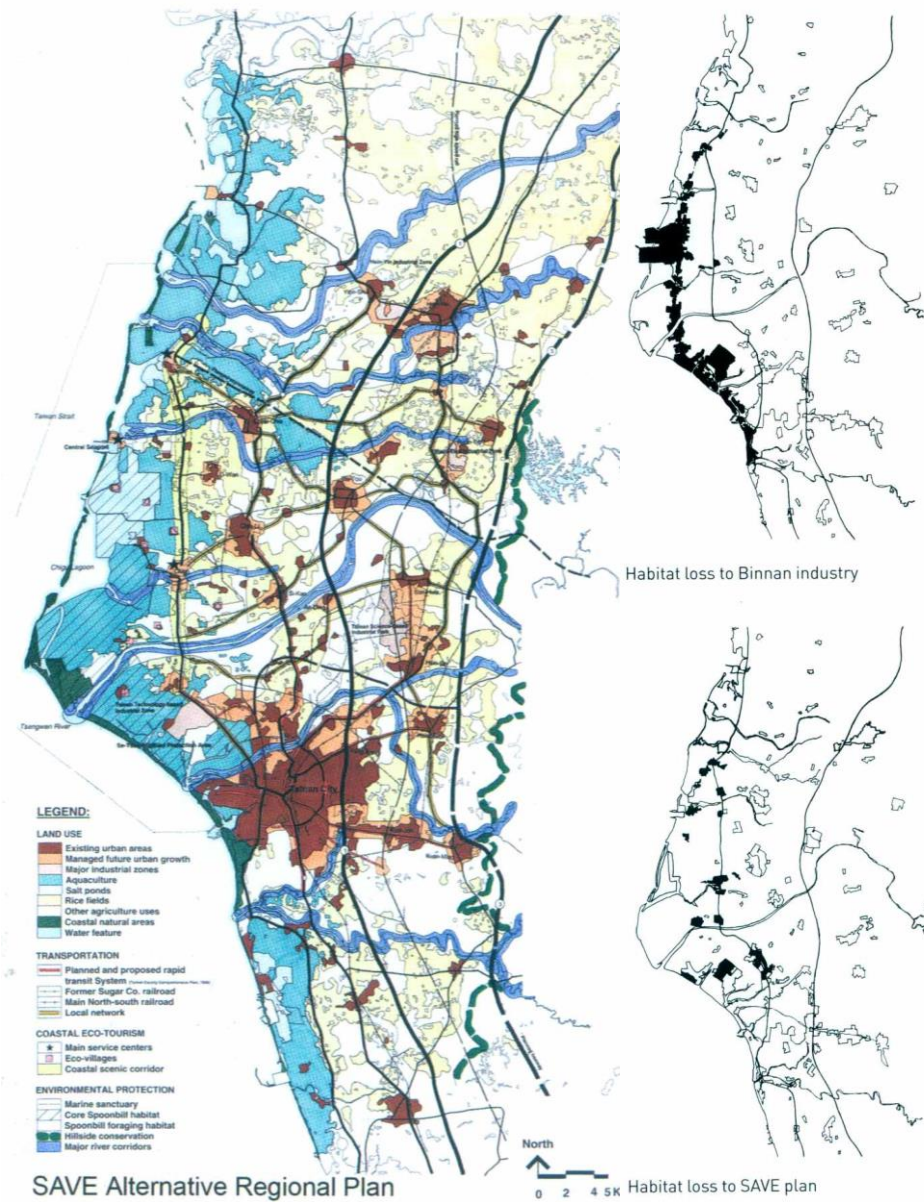 Taiwan Strait
Central Seaport
Chigu Lagoon
Tsengwen River
Tainan City
LEGEND:
LAND USE
Existing urban areas
Managed future urban growth
Major industrial zones
Aquaculture
Salt ponds
Rice fields
Other agriculture uses
Coastal natural areas
Water feature
TRANSPORTATION
Planned and proposed rapid
transit System
Former Sugar Co. railroad
Main North-south railroad
Local network
COASTAL ECO-TOURISM
Main service centers
Eco-villages
Coastal scenic corridor
ENVIRONMENTAL PROTECTION
Marine sanctuary
Core Spoonbill habitat
Spoonbill foraging habitat
Hillside conservation
Major river corridors
SAVE Alternative Regional Plan
North
0 2 4 5K
Habitat loss to Binnan industry
Habitat loss to SAVE plan